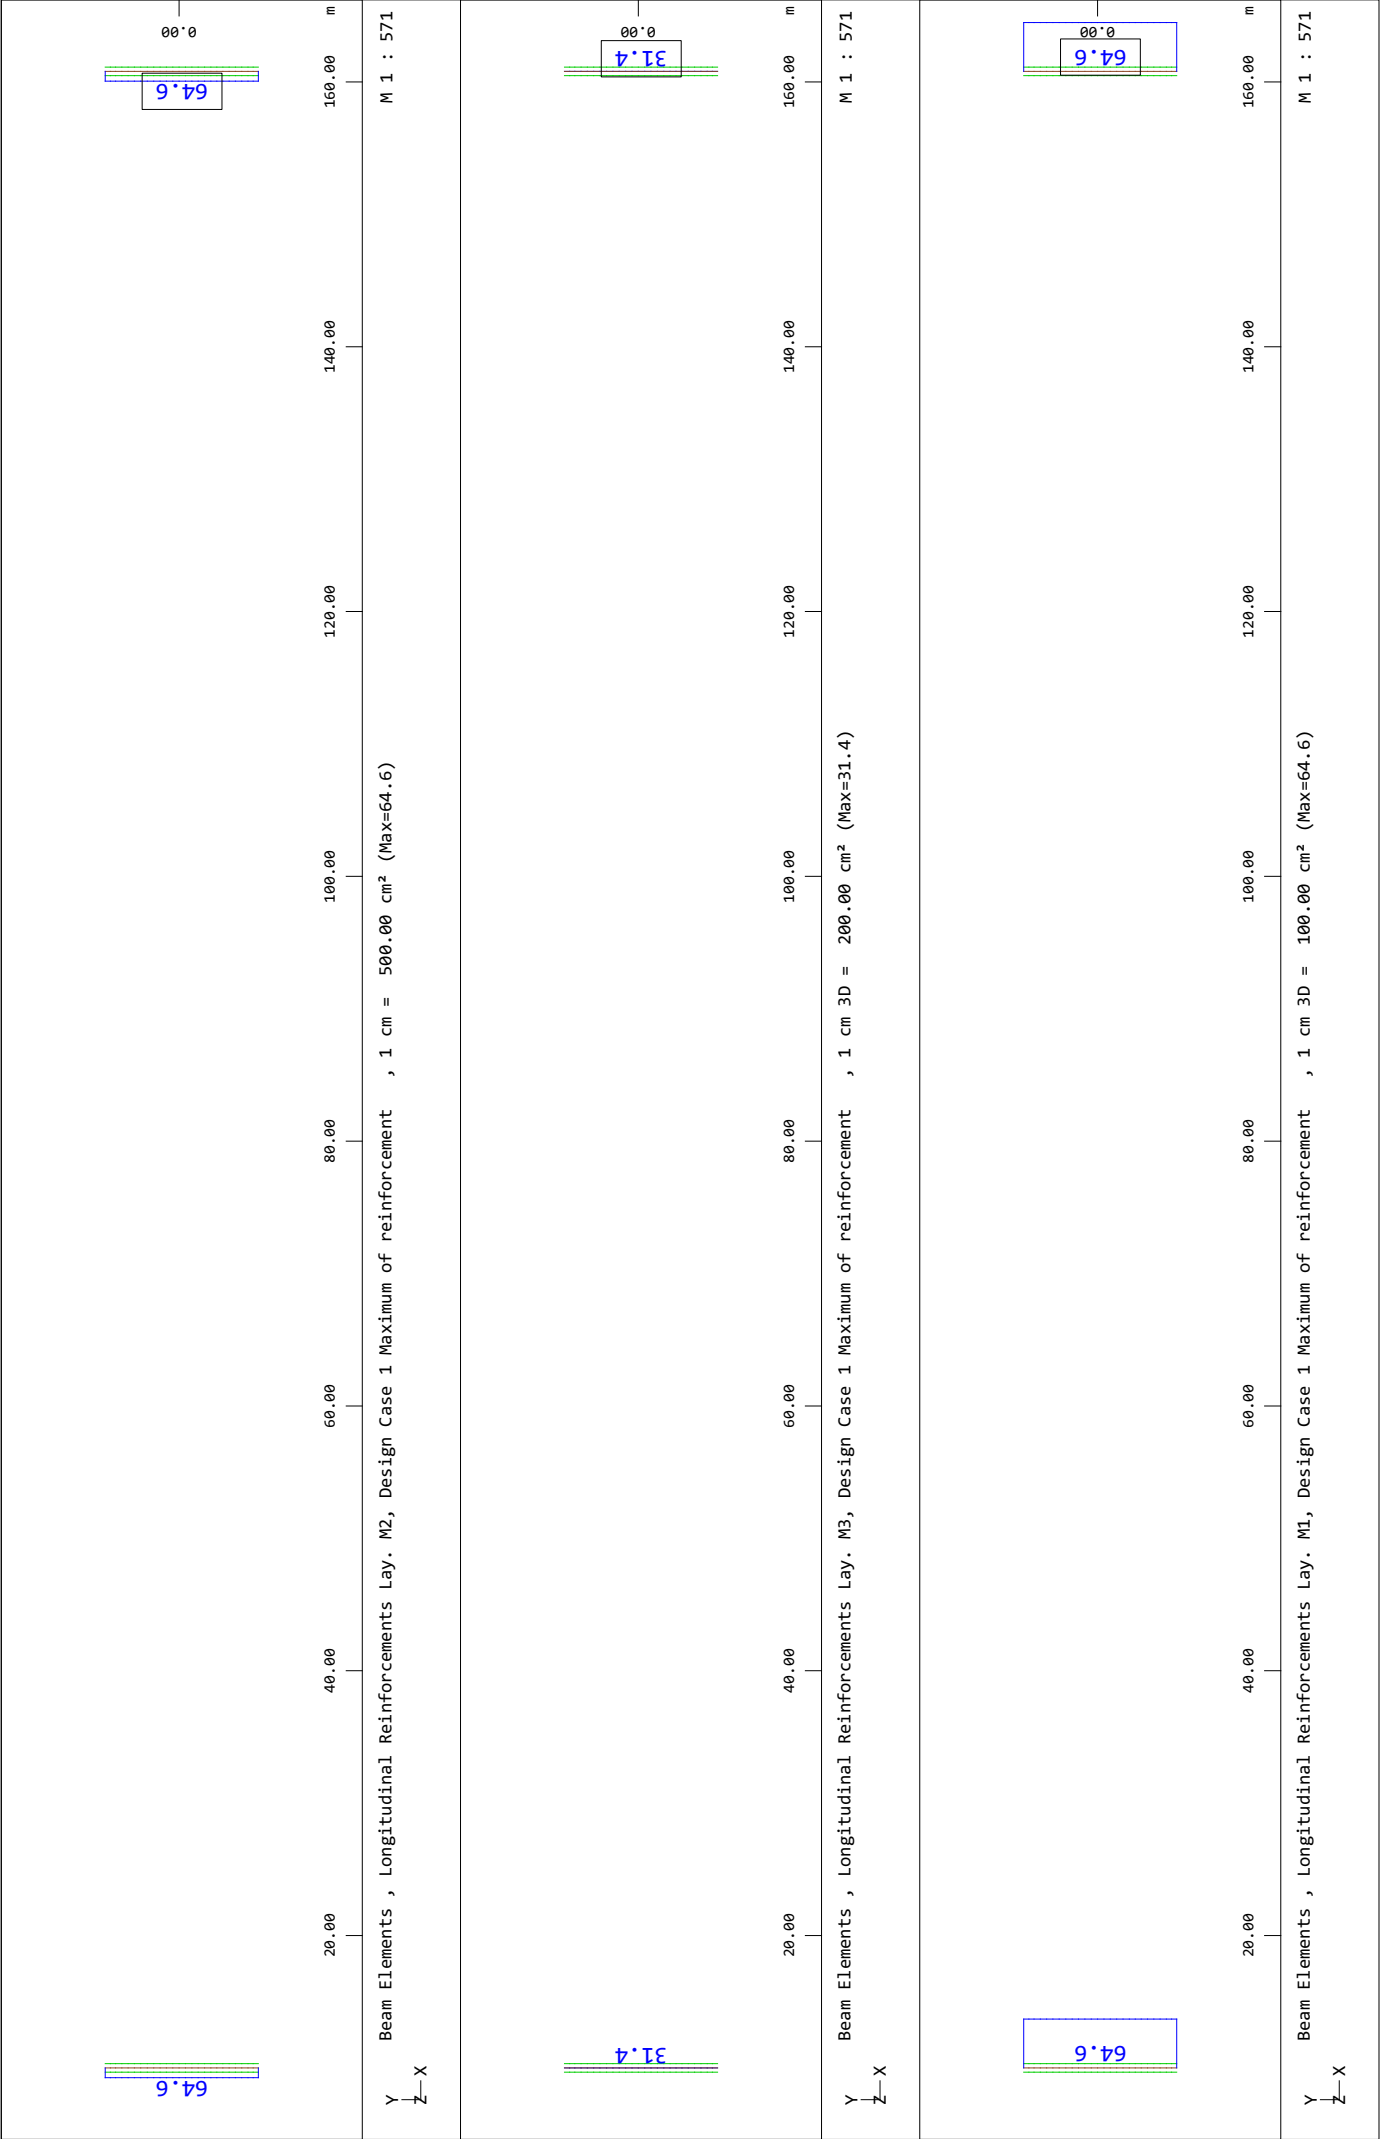 64.6
64.6
0.00
20.00 40.00 60.00 80.00 100.00 120.00 140.00 160.00 m
Beam Elements , Longitudinal Reinforcements Lay. M2, Design Case 1 Maximum of reinforcement , 1 cm = 500.00 cm² (Max=64.6)
M 1 : 571
Y
Z X
31.4
31.4
0.00
20.00 40.00 60.00 80.00 100.00 120.00 140.00 160.00 m
Beam Elements , Longitudinal Reinforcements Lay. M3, Design Case 1 Maximum of reinforcement , 1 cm 3D = 200.00 cm² (Max=31.4)
M 1 : 571
Y
Z X
64.6
64.6
0.00
20.00 40.00 60.00 80.00 100.00 120.00 140.00 160.00 m
Beam Elements , Longitudinal Reinforcements Lay. M1, Design Case 1 Maximum of reinforcement , 1 cm 3D = 100.00 cm² (Max=64.6)
M 1 : 571
Y
Z X